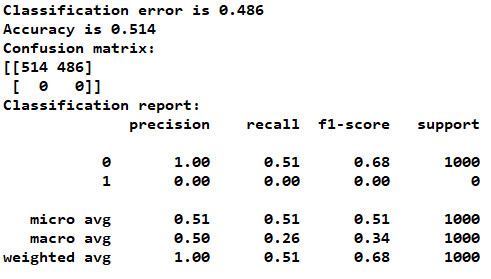 Classification error is 0.486
Accuracy is 0.514
Confusion matrix:
[[514 486]
 [  0   0]]
Classification report:
              precision    recall  f1-score   support

           0       1.00      0.51      0.68      1000
           1       0.00      0.00      0.00         0

   micro avg       0.51      0.51      0.51      1000
   macro avg       0.50      0.26      0.34      1000
weighted avg       1.00      0.51      0.68      1000